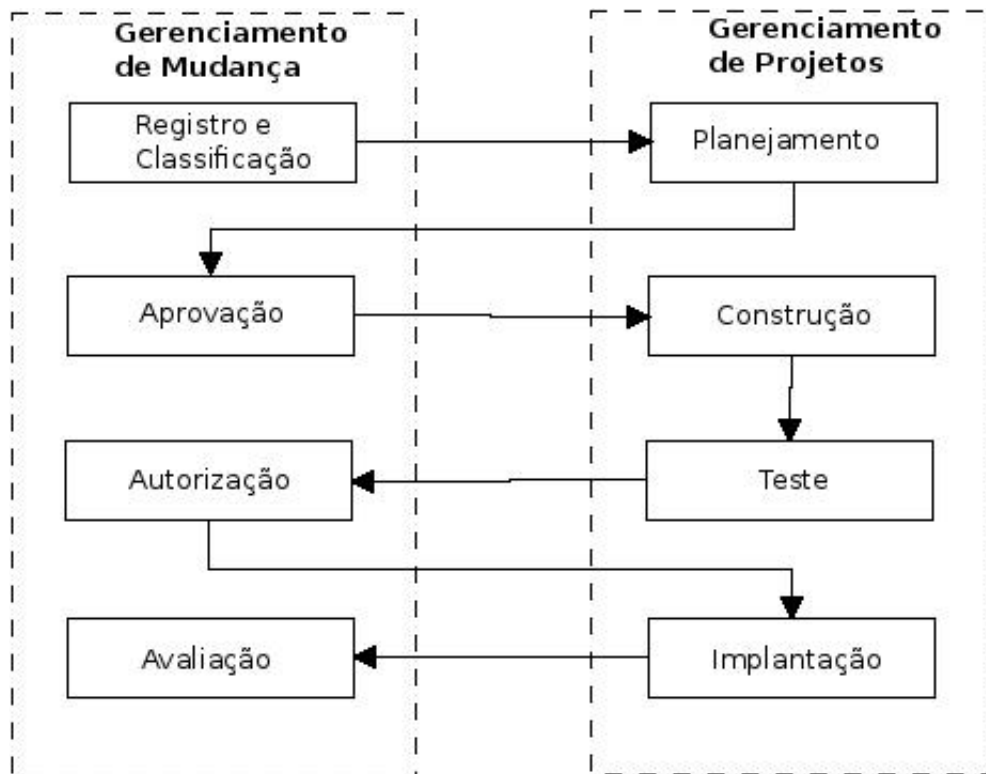 Gerenciamento
de Mudança
Gerenciamento
de Projetos
Registro e
Classificação
Planejamento
Aprovação
Construção
Autorização
Teste
Avaliação
Implantação